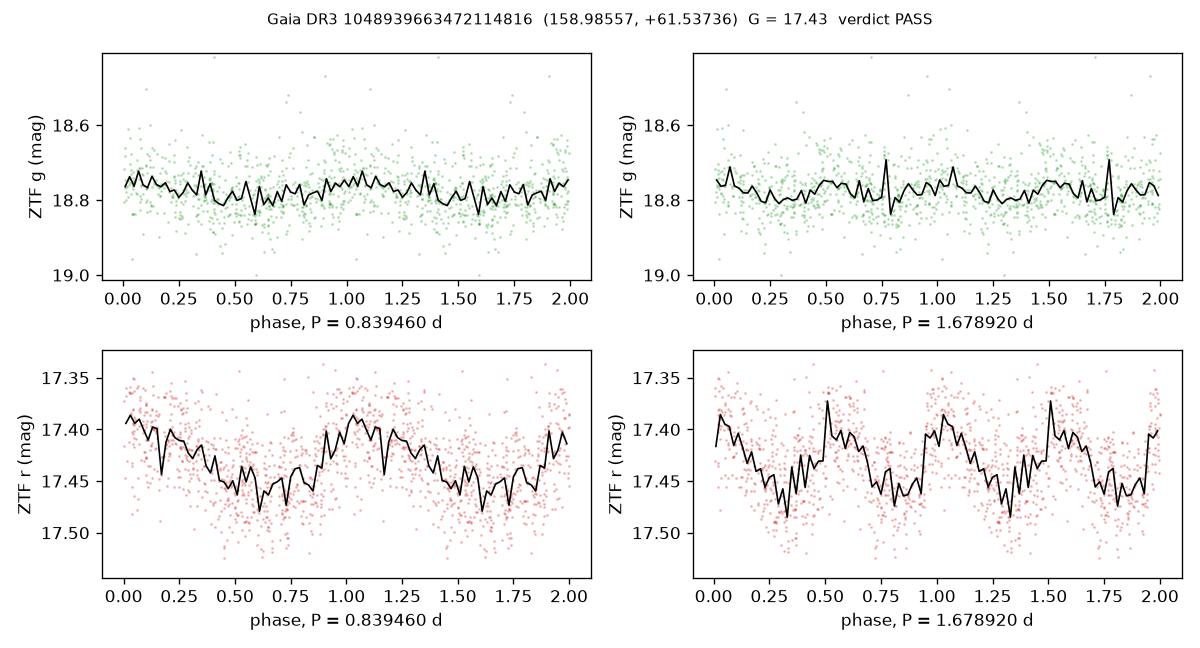 Gaia DR3 1048939663472114816  (158.98557, +61.53736)  G = 17.43  verdict PASS
ZTF g (mag)
18.6
18.8
19.0
0.00 0.25 0.50 0.75 1.00 1.25 1.50 1.75 2.00
phase, P = 0.839460 d
ZTF g (mag)
18.6
18.8
19.0
0.00 0.25 0.50 0.75 1.00 1.25 1.50 1.75 2.00
phase, P = 1.678920 d
ZTF r (mag)
17.35
17.40
17.45
17.50
0.00 0.25 0.50 0.75 1.00 1.25 1.50 1.75 2.00
phase, P = 0.839460 d
ZTF r (mag)
17.35
17.40
17.45
17.50
0.00 0.25 0.50 0.75 1.00 1.25 1.50 1.75 2.00
phase, P = 1.678920 d